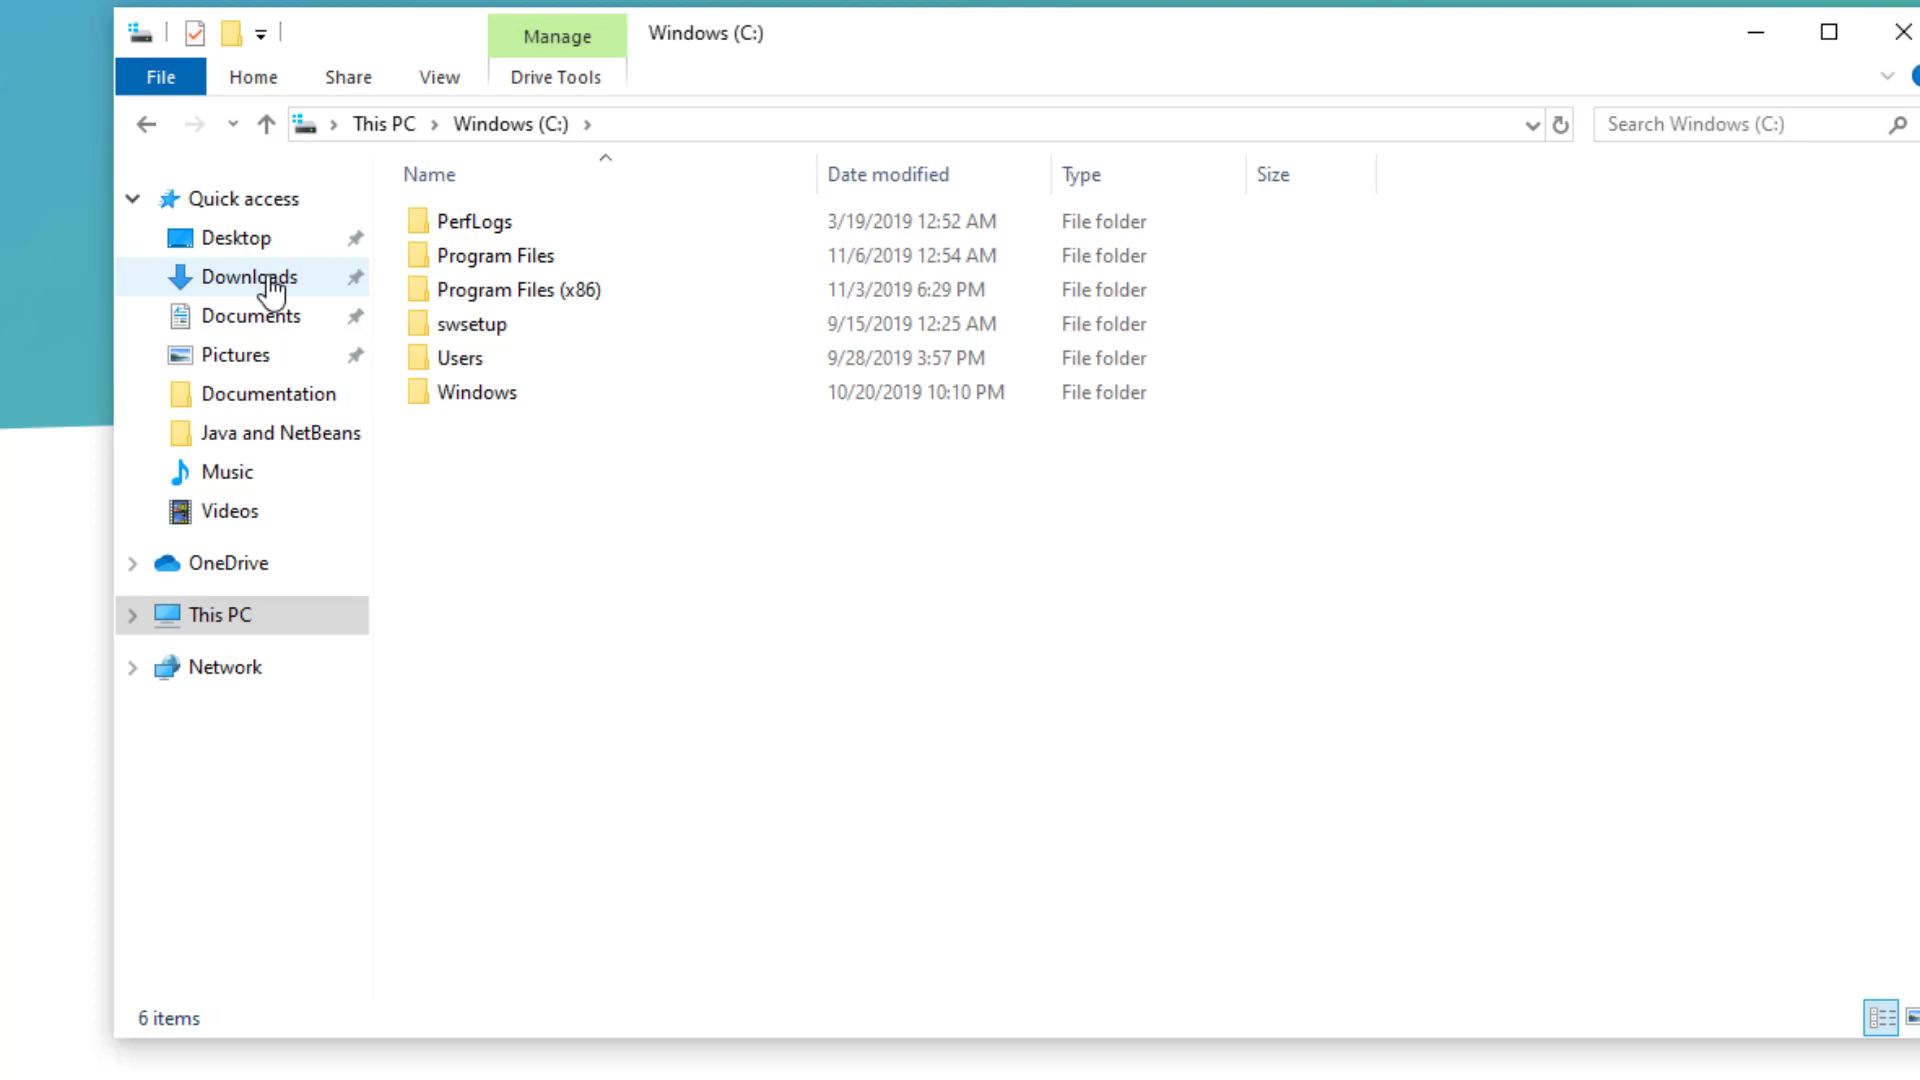 Manage
Windows (C:)
File
Home
Share
View
Drive Tools
This PC
Windows (C:)
Search Windows (C:)
Name
Date modified
Type
Size
Quick access
Desktop
Downloads
Documents
Pictures
Documentation
Java and NetBeans
Music
Videos
OneDrive
This PC
Network
PerfLogs 3/19/2019 12:52 AM File folder
Program Files 11/6/2019 12:54 AM File folder
Program Files (x86) 11/3/2019 6:29 PM File folder
swsetup 9/15/2019 12:25 AM File folder
Users 9/28/2019 3:57 PM File folder
Windows 10/20/2019 10:10 PM File folder
6 items